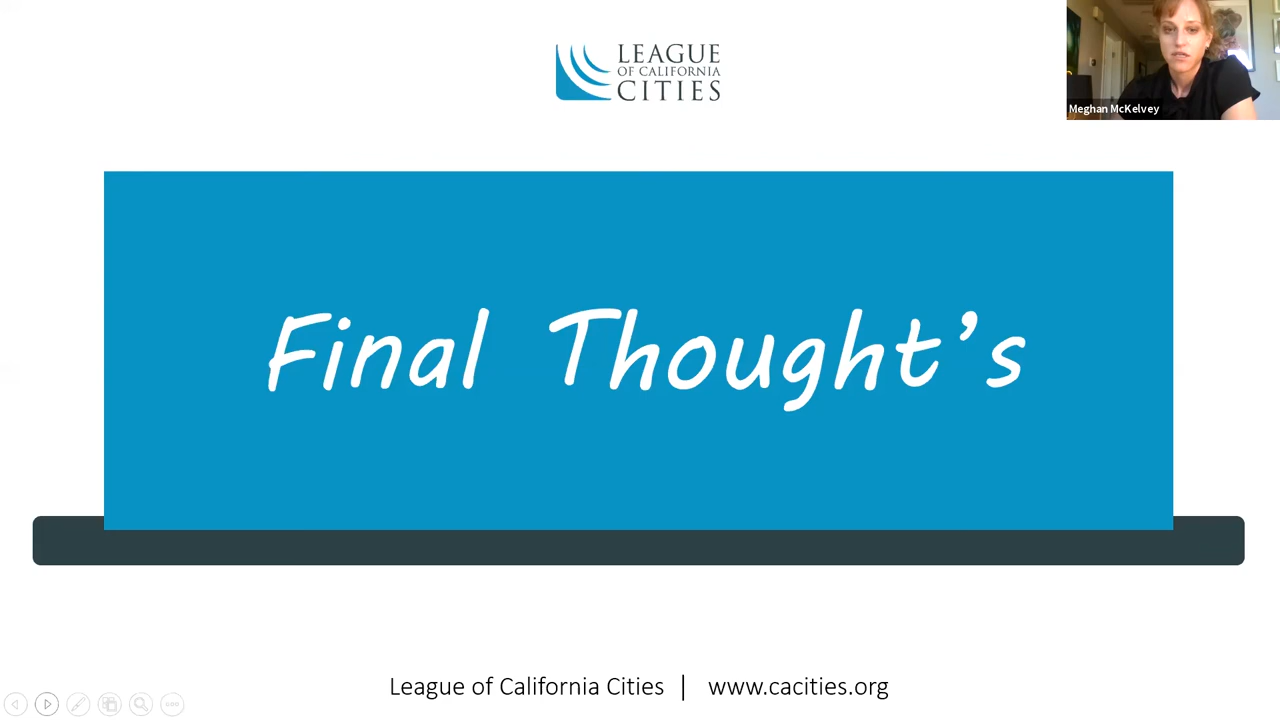 LEAGUE
OF CALIFORNIA
CITIES
Meghan McKelvey
Final Thought’s
League of California Cities | www.cacities.org